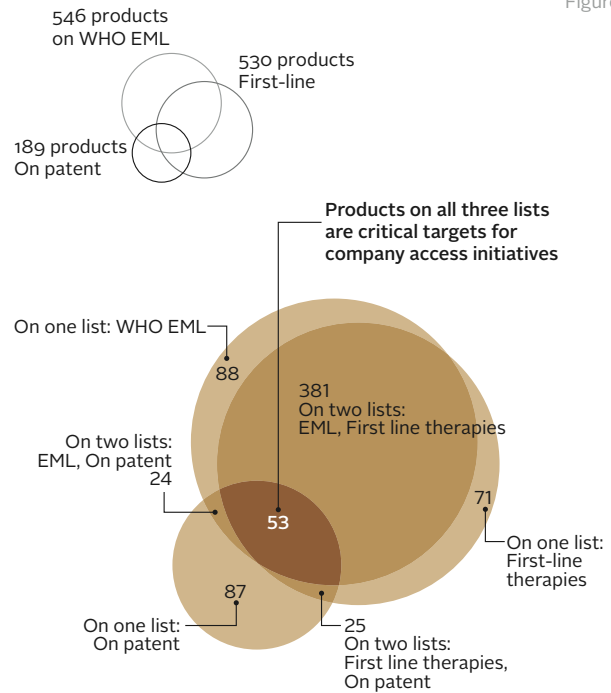 Figure
546 products
on WHO EML
530 products
First-line
189 products
On patent
Products on all three lists
are critical targets for
company access initiatives
On one list: WHO EML
88
381
On two lists:
EML, First line therapies
On two lists:
EML, On patent
24
53
71
On one list:
First-line
therapies
87
On one list:
On patent
25
On two lists:
First line therapies,
On patent